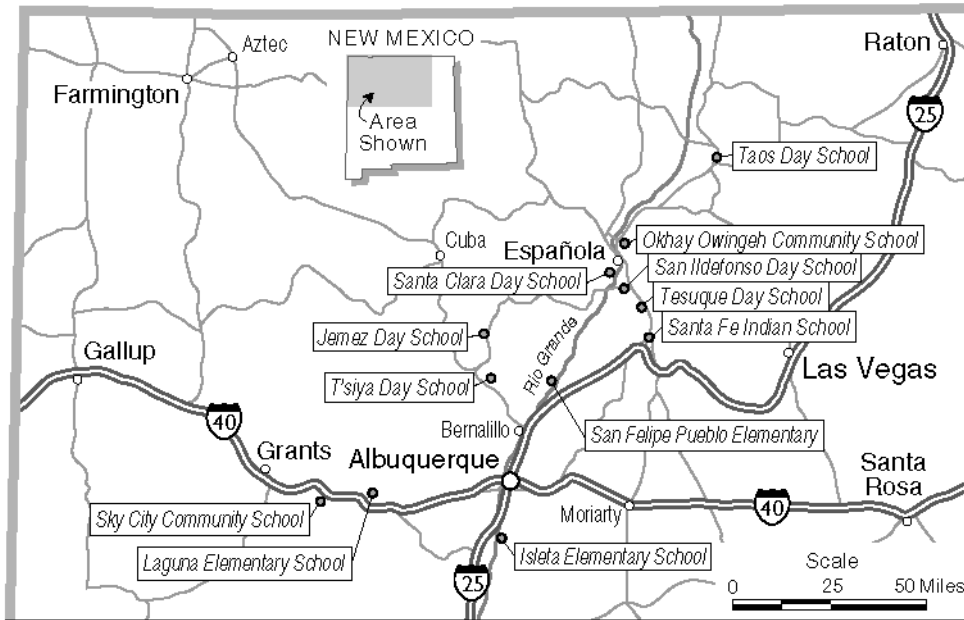 NEW MEXICO
Area
Shown
Aztec
Farmington
Raton
25
Taos Day School
Cuba
Española
Okhay Owingeh Community School
Santa Clara Day School
San Ildefonso Day School
Tesuque Day School
Santa Fe Indian School
Jemez Day School
Rio Grande
Gallup
Las Vegas
T'siya Day School
40
Bernalillo
San Felipe Pueblo Elementary
Grants
Albuquerque
Santa
Rosa
Sky City Community School
Moriarty
40
Laguna Elementary School
Isleta Elementary School
25
Scale
0 25 50 Miles